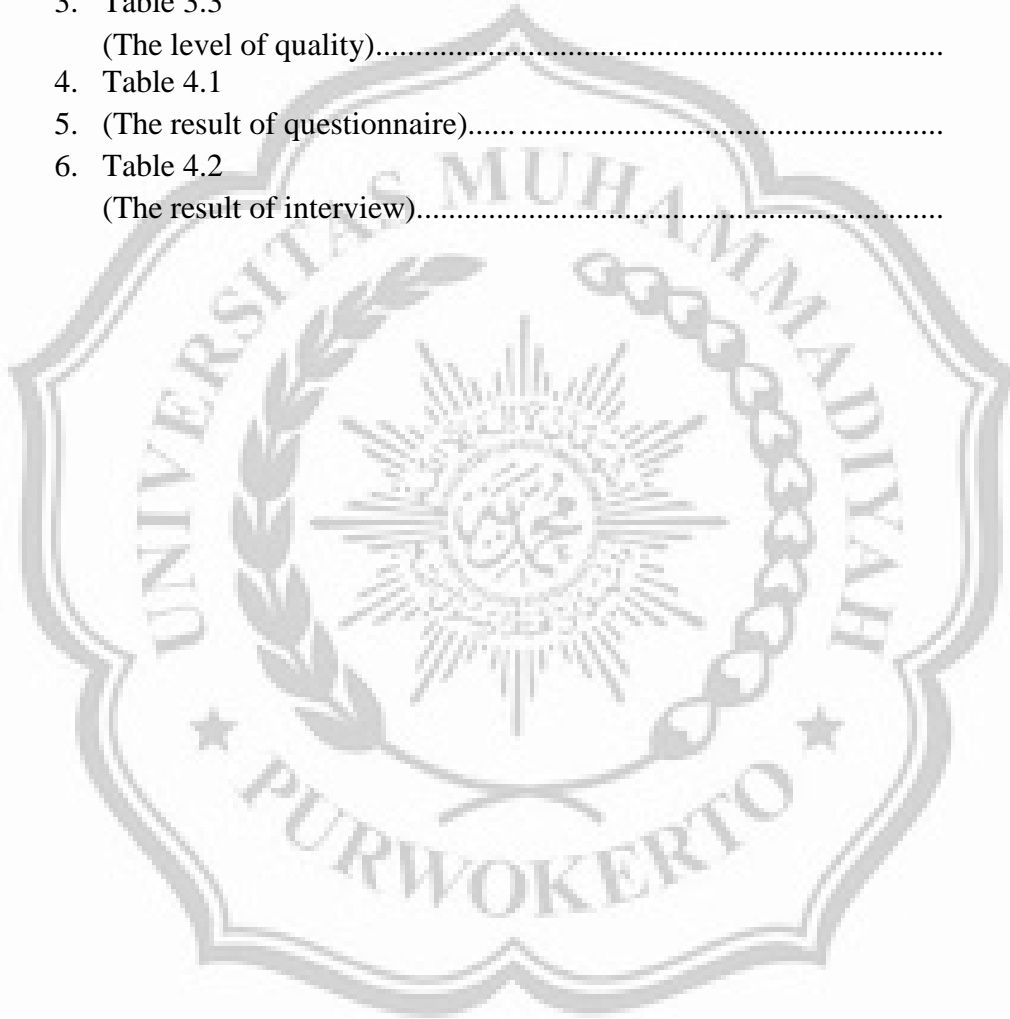 3. Table 3.3
(The level of quality)......................................................................
4. Table 4.1
5. (The result of questionnaire)...... ....................................................
6. Table 4.2
(The result of interview).................................................................
UNIVERSITAS MUHAMMADIYAH
PURWOKERTO